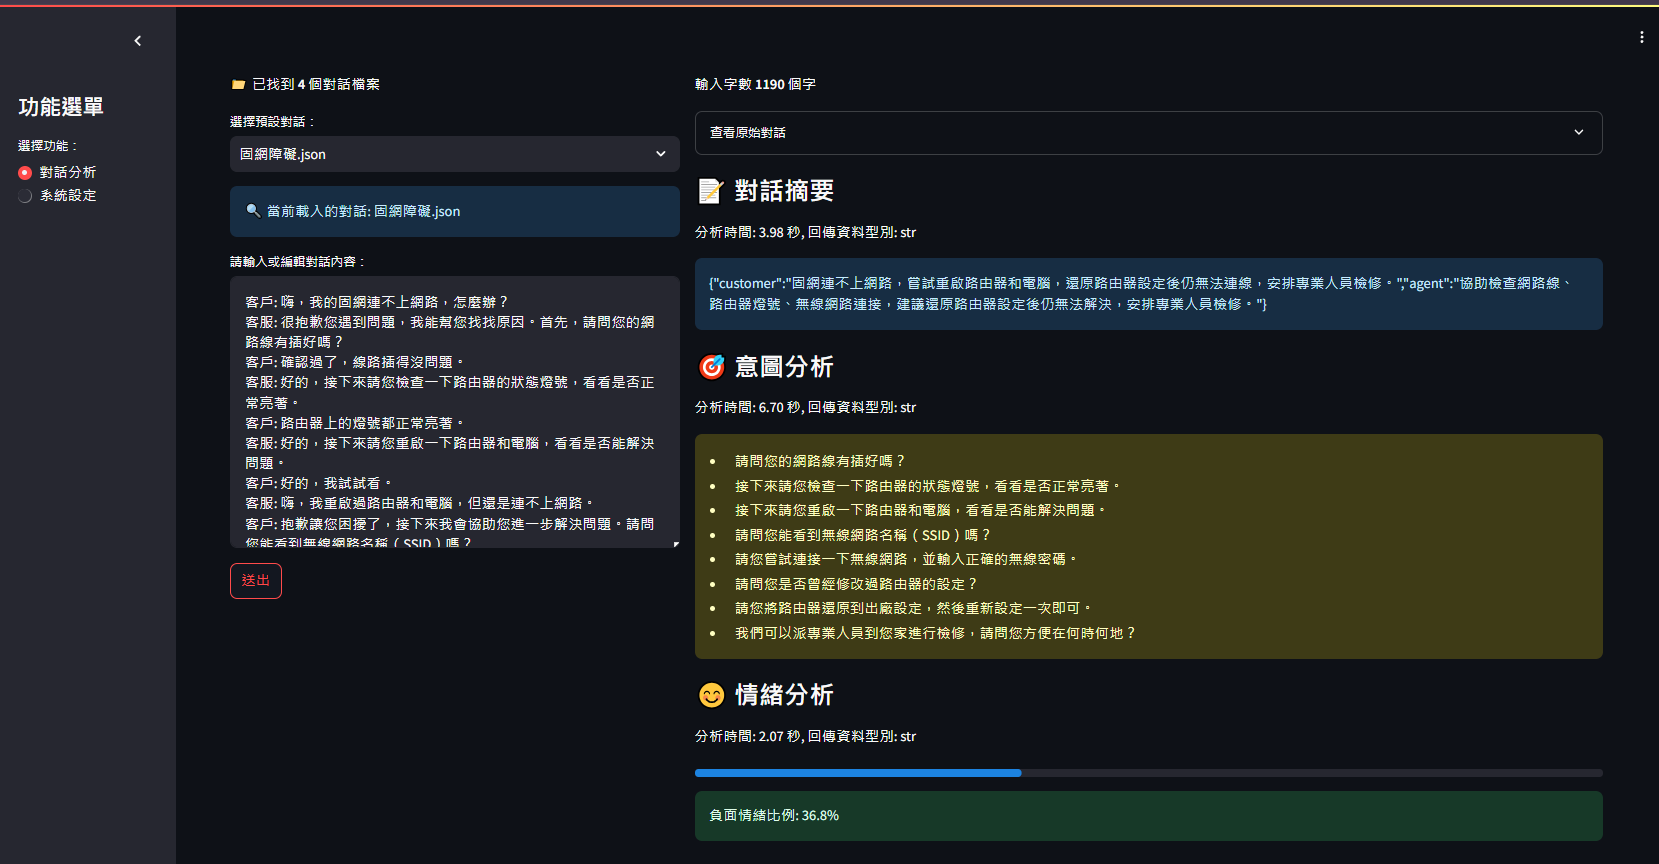 功能選單
選擇功能：
對話分析
系統設定
已找到 4 個對話檔案
選擇預設對話：
固網障礙.json
當前載入的對話: 固網障礙.json
請輸入或編輯對話內容：
客戶: 嗨，我的固網連不上網路，怎麼辦？
客服: 很抱歉您遇到問題，我能幫您找找原因。首先，請問您的網
路線有插好嗎？
客戶: 確認過了，線路插得沒問題。
客服: 好的，接下來請您檢查一下路由器的狀態燈號，看看是否正
常亮著。
客戶: 路由器上的燈號都正常亮著。
客服: 好的，接下來請您重啟一下路由器和電腦，看看是否能解決
問題。
客戶: 好的，我試試看。
客服: 嗨，我重啟過路由器和電腦，但還是連不上網路。
客戶: 抱歉讓您困擾了，接下來我會協助您進一步解決問題。請問
您能看到無線網路名稱（SSID）嗎？
送出
輸入字數 1190 個字
查看原始對話
對話摘要
分析時間: 3.98 秒, 回傳資料型別: str
{"customer":"固網連不上網路，嘗試重啟路由器和電腦，還原路由器設定後仍無法連線，安排專業人員檢修。","agent":"協助檢查網路線、
路由器燈號、無線網路連接，建議還原路由器設定後仍無法解決，安排專業人員檢修。"}
意圖分析
分析時間: 6.70 秒, 回傳資料型別: str
• 請問您的網路線有插好嗎？
• 接下來請您檢查一下路由器的狀態燈號，看看是否正常亮著。
• 接下來請您重啟一下路由器和電腦，看看是否能解決問題。
• 請問您能看到無線網路名稱（SSID）嗎？
• 請您嘗試連接一下無線網路，並輸入正確的無線密碼。
• 請問您是否曾經修改過路由器的設定？
• 請您將路由器還原到出廠設定，然後重新設定一次即可。
• 我們可以派專業人員到您家進行檢修，請問您方便在何時何地？
情緒分析
分析時間: 2.07 秒, 回傳資料型別: str
負面情緒比例: 36.8%